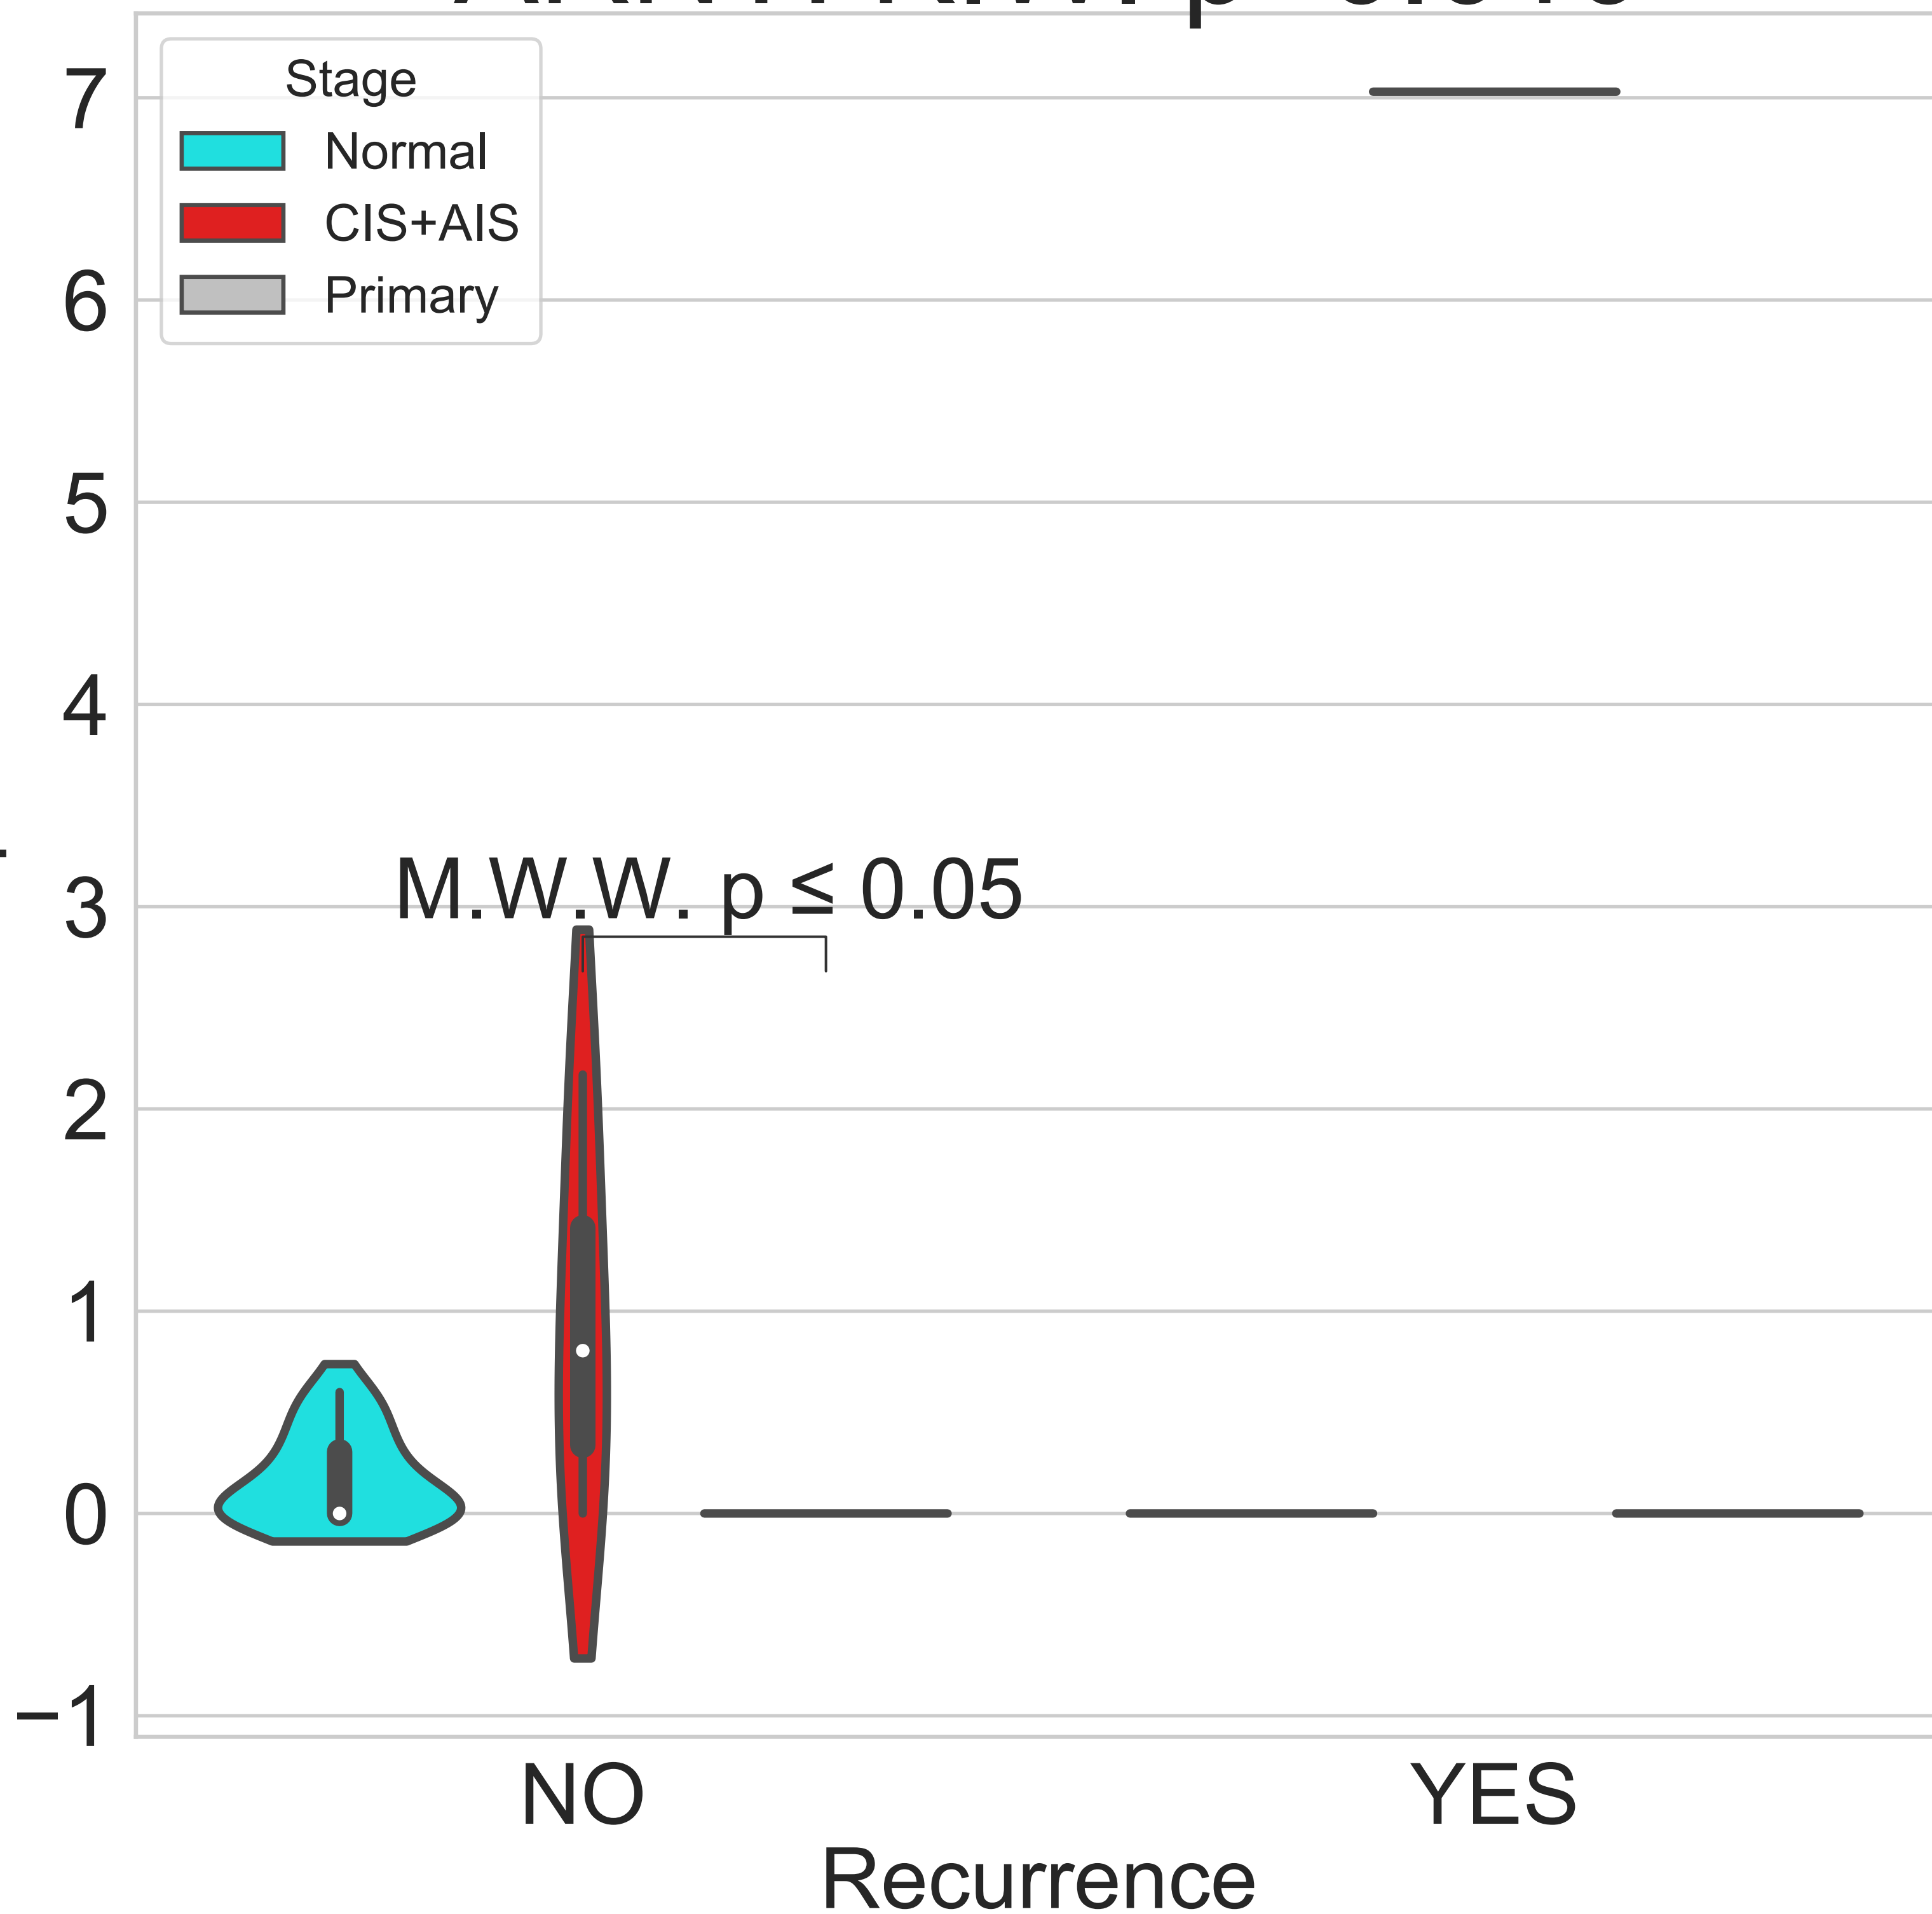 7
Stage
Normal
CIS+AIS
Primary
6
5
4
3
M.W.W. p ≤ 0.05
2
1
0
−1
NO
YES
Recurrence